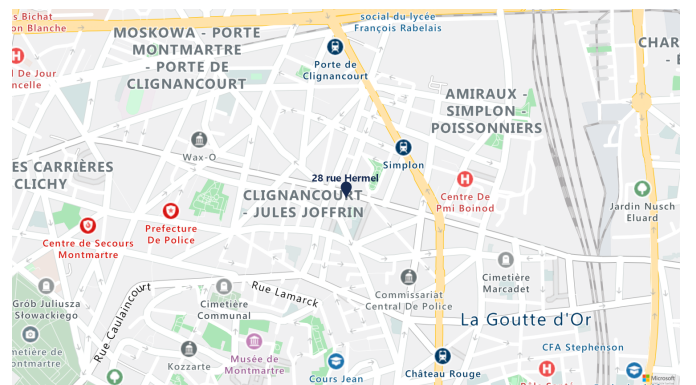 s Bichat
on Blanche
social du lycée
François Rabelais
MOSKOWA - PORTE
MONTMARTRE
- PORTE DE
CLIGNANCOURT
Porte de
Clignancourt
CHAR
- É
H
l De Jour
ncelle
AMIRAUX -
SIMPLON -
POISSONNIERS
Wax-O
Simplon
ES CARRIÈRES
CLICHY
28 rue Hermel
CLIGNANCOURT
- JULES JOFFRIN
H
Centre De
Pmi Boinod
Jardin Nusch
Eluard
Prefecture
De Police
Centre de Secours
Montmartre
Cimetière
Marcadet
Grób Juliusza
Słowackiego
Rue Caulaincourt
Cimetière
Communal
Rue Lamarck
Commissariat
Central De Police
La Goutte d'Or
metière de
ontmartre
Kozzarte
Musée de
Montmartre
Cours Jean
Château Rouge
CFA Stephenson
H
Microsoft